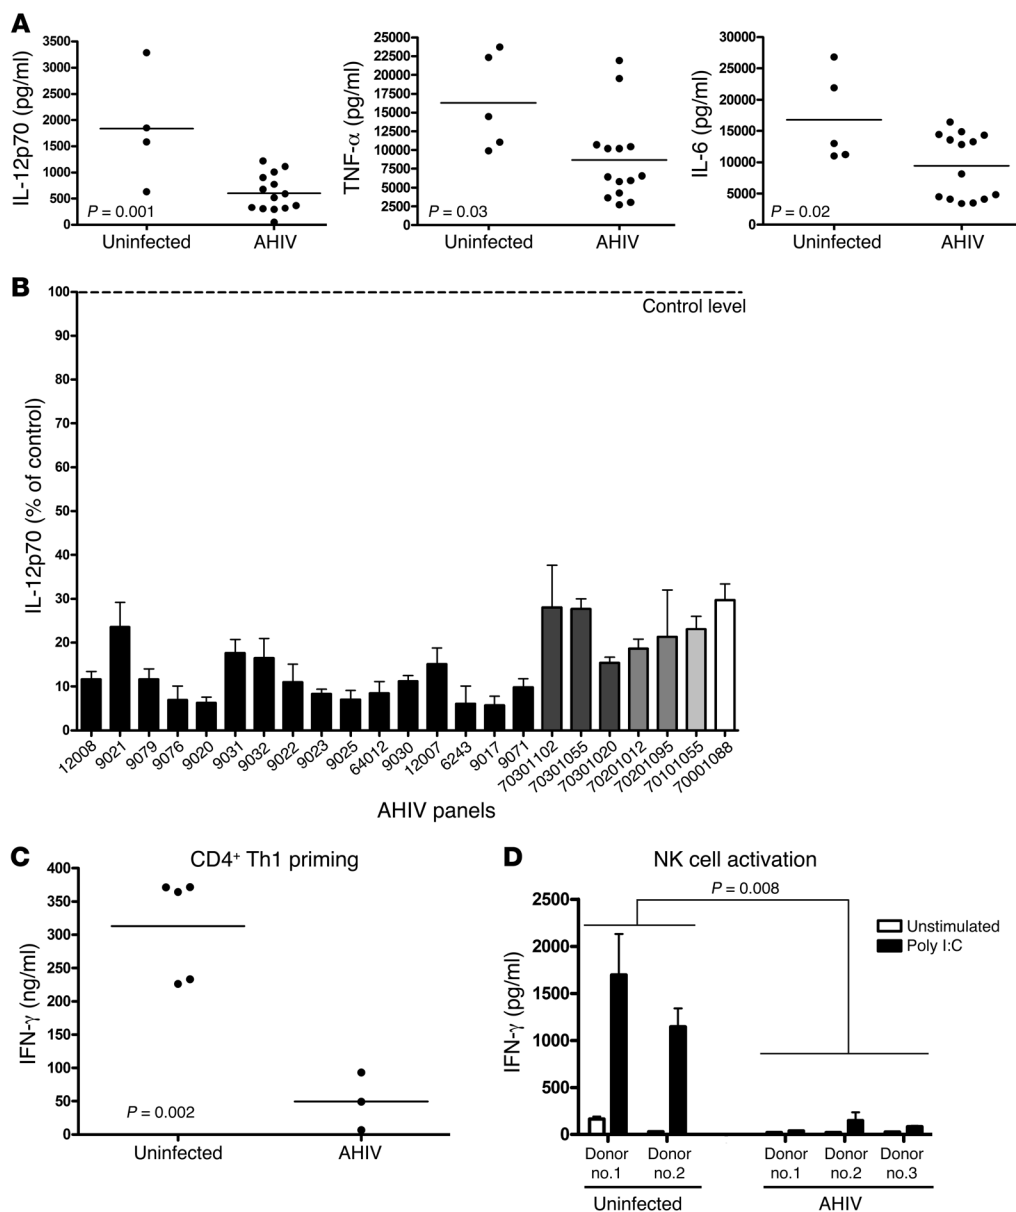 A
IL-12p70 (pg/ml)
3500
3000
2500
2000
1500
1000
500
0
P = 0.001
Uninfected AHIV
TNF-α (pg/ml)
25000
22500
20000
17500
15000
12500
10000
7500
5000
2500
0
P = 0.03
Uninfected AHIV
IL-6 (pg/ml)
30000
25000
20000
15000
10000
5000
0
P = 0.02
Uninfected AHIV
B
IL-12p70 (% of control)
100
90
80
70
60
50
40
30
20
10
0
Control level
12008 9021 9079 9076 9020 9031 9032 9022 9023 9025 64012 9030 12007 6243 9017 9071 70301102 70301055 70301020 70201012 70201095 70101055 70001088
AHIV panels
C
CD4+ Th1 priming
IFN-γ (ng/ml)
400
350
300
250
200
150
100
50
0
P = 0.002
Uninfected AHIV
D
NK cell activation
P = 0.008
IFN-γ (pg/ml)
2500
2000
1500
1000
500
0
Unstimulated
Poly I:C
Donor Donor Donor Donor Donor
no.1 no.2 no.1 no.2 no.3
Uninfected AHIV